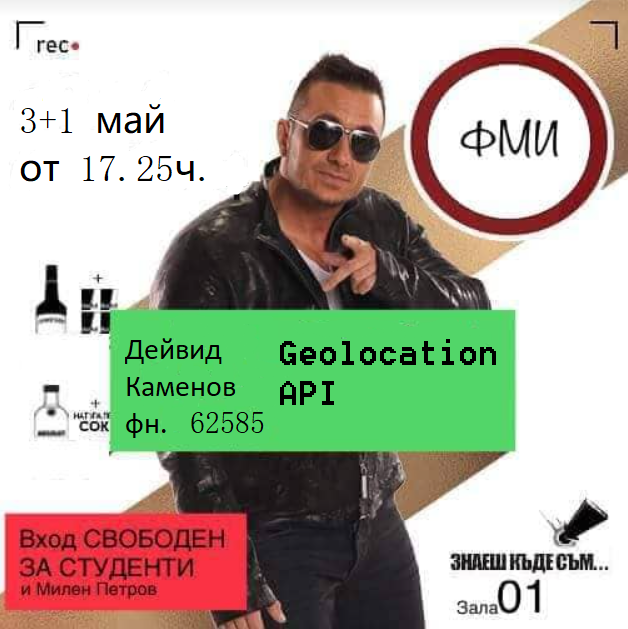 rec
3+1 май
от 17.25ч.
ФМИ
+
Дейвид
Каменов
фн. 62585
Geolocation
API
+
СОК
Вход СВОБОДЕН
ЗА СТУДЕНТИ
и Милен Петров
ЗНАЕШ КЪДЕ СЪМ...
Зала01